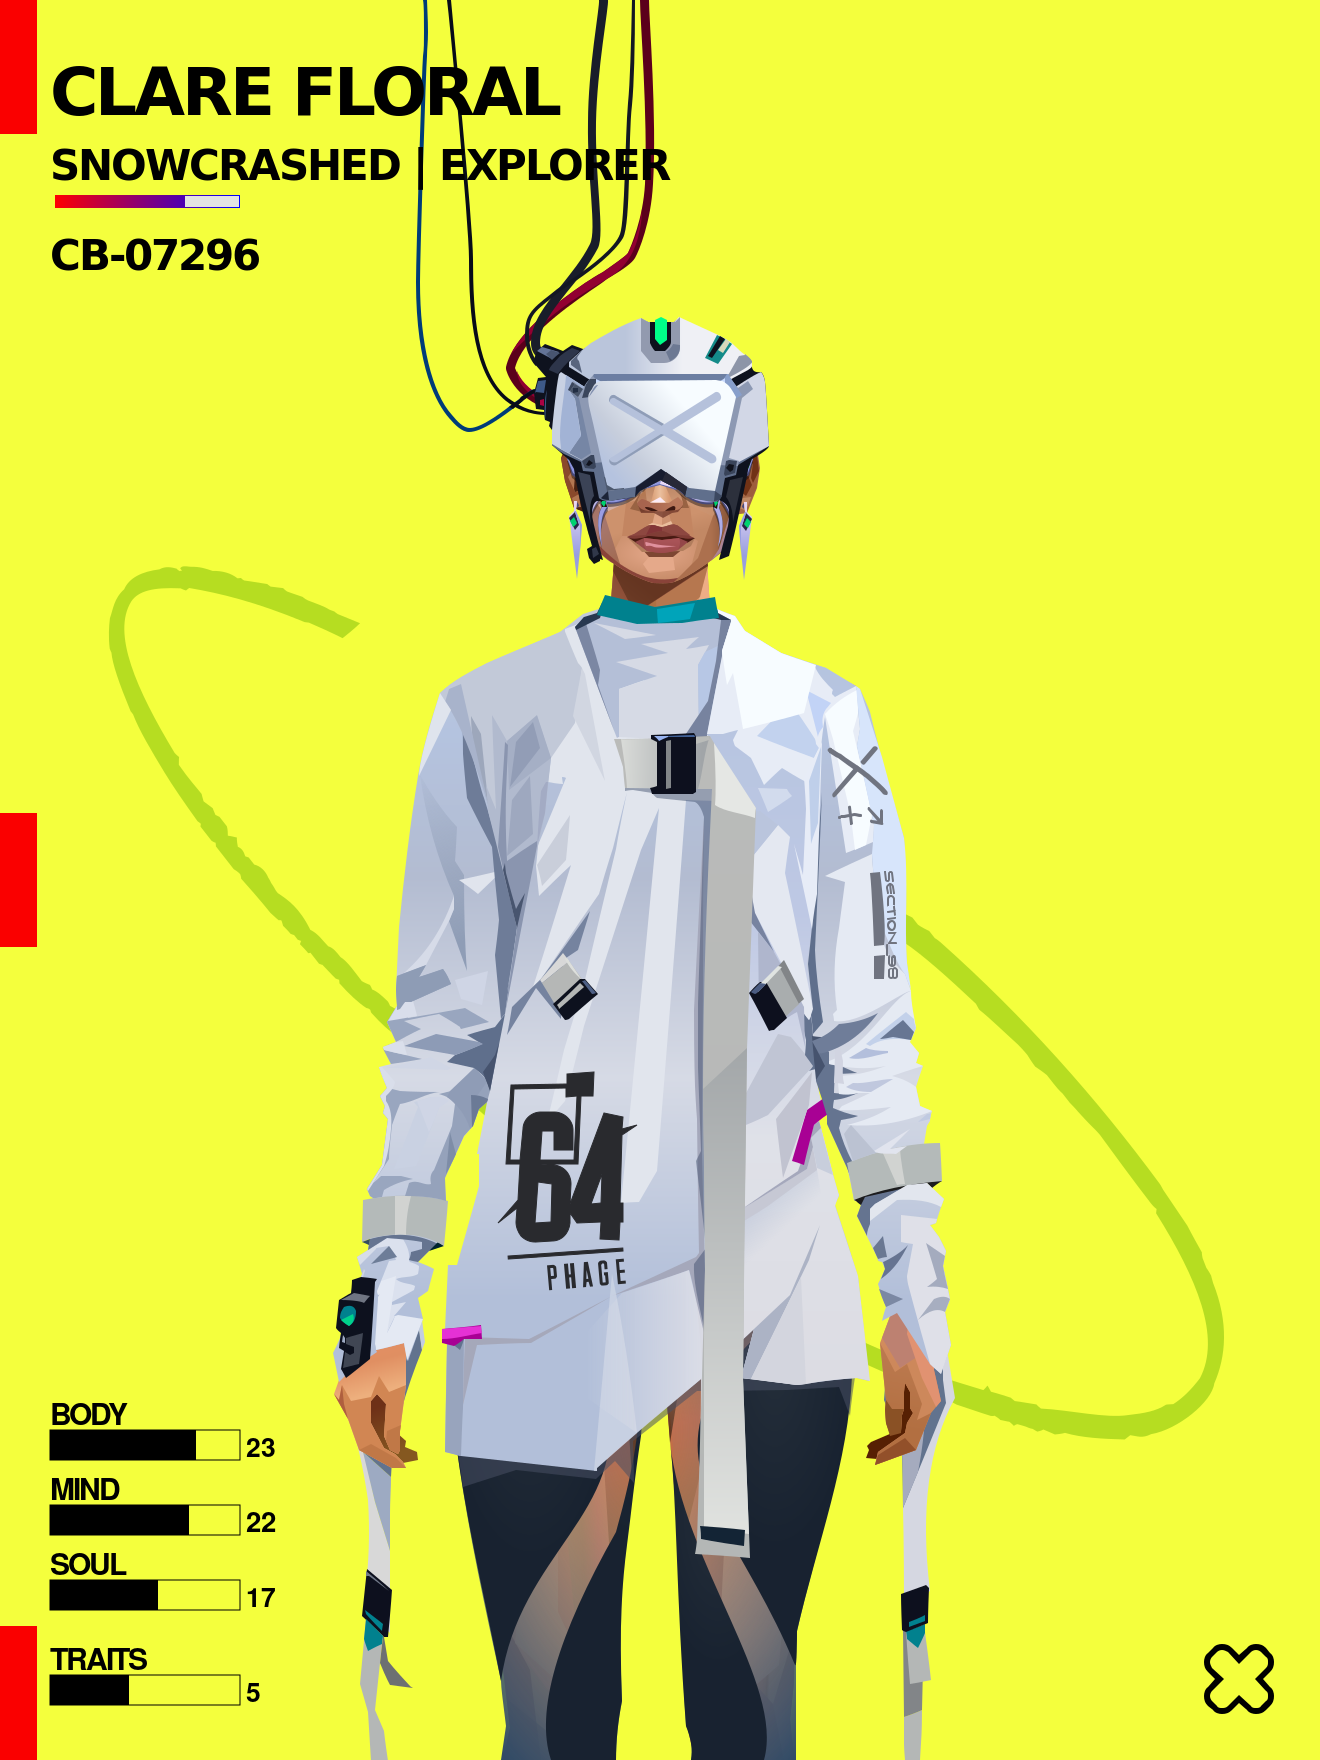 CLARE FLORAL
SNOWCRASHED | EXPLORER
CB-07296
SECTION_98
64
PHAGE
BODY
23
MIND
22
SOUL
17
TRAITS
5